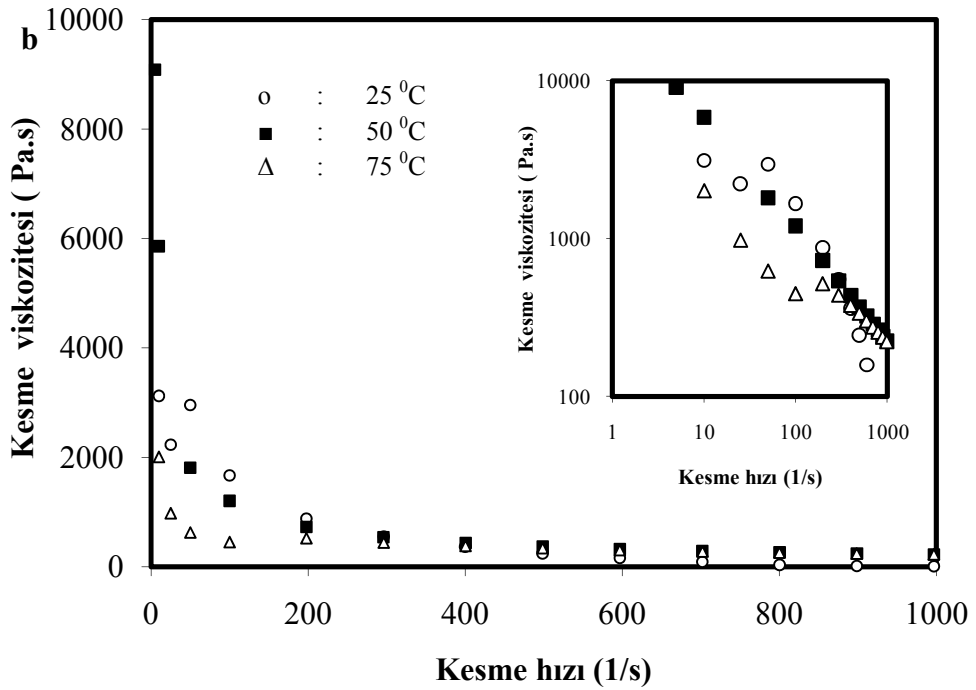 b
10000
8000
6000
4000
2000
0
0 200 400 600 800 1000
Kesme viskozitesi ( Pa.s)
Kesme hızı (1/s)
: 25 ⁰C
: 50 ⁰C
: 75 ⁰C
10000
1000
100
1 10 100 1000
Kesme viskozitesi ( Pa.s)
Kesme hızı (1/s)